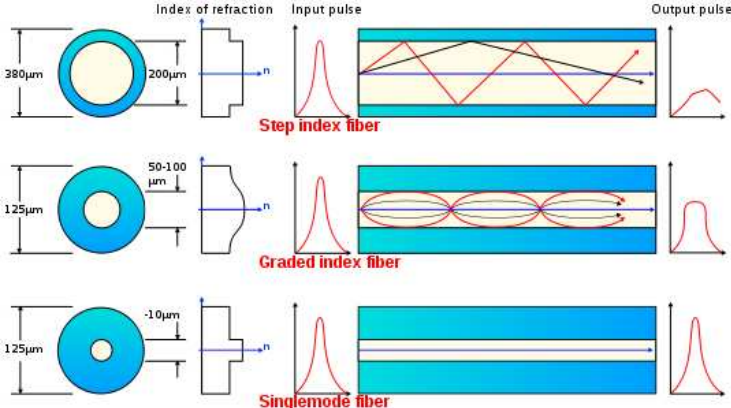 Index of refraction
Input pulse
Output pulse
380µm
200µm
n
Step index fiber
125µm
50-100
µm
n
Graded index fiber
125µm
-10µm
n
Singlemode fiber